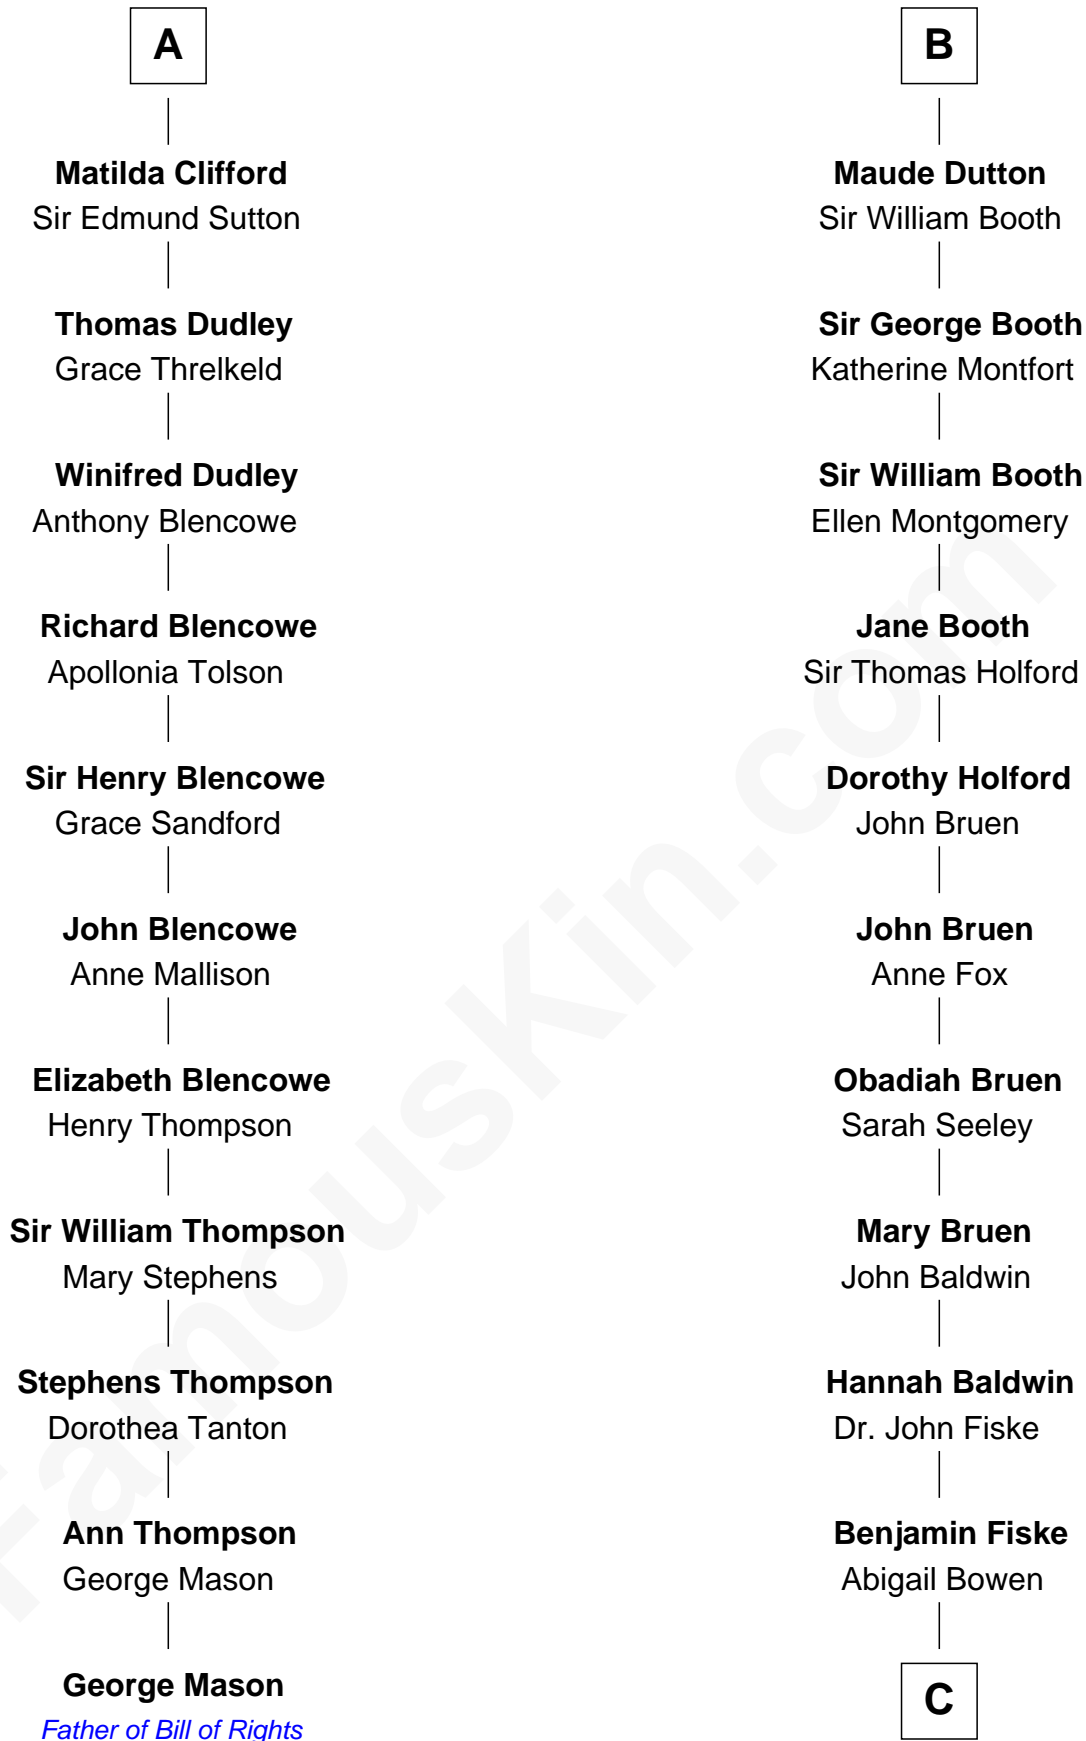 A
Matilda Clifford
Sir Edmund Sutton
Thomas Dudley
Grace Threlkeld
Winifred Dudley
Anthony Blencowe
Richard Blencowe
Apollonia Tolson
Sir Henry Blencowe
Grace Sandford
John Blencowe
Anne Mallison
Elizabeth Blencowe
Henry Thompson
Sir William Thompson
Mary Stephens
Stephens Thompson
Dorothea Tanton
Ann Thompson
George Mason
George Mason
Father of Bill of Rights
B
Maude Dutton
Sir William Booth
Sir George Booth
Katherine Montfort
Sir William Booth
Ellen Montgomery
Jane Booth
Sir Thomas Holford
Dorothy Holford
John Bruen
John Bruen
Anne Fox
Obadiah Bruen
Sarah Seeley
Mary Bruen
John Baldwin
Hannah Baldwin
Dr. John Fiske
Benjamin Fiske
Abigail Bowen
C
FamousKin.com